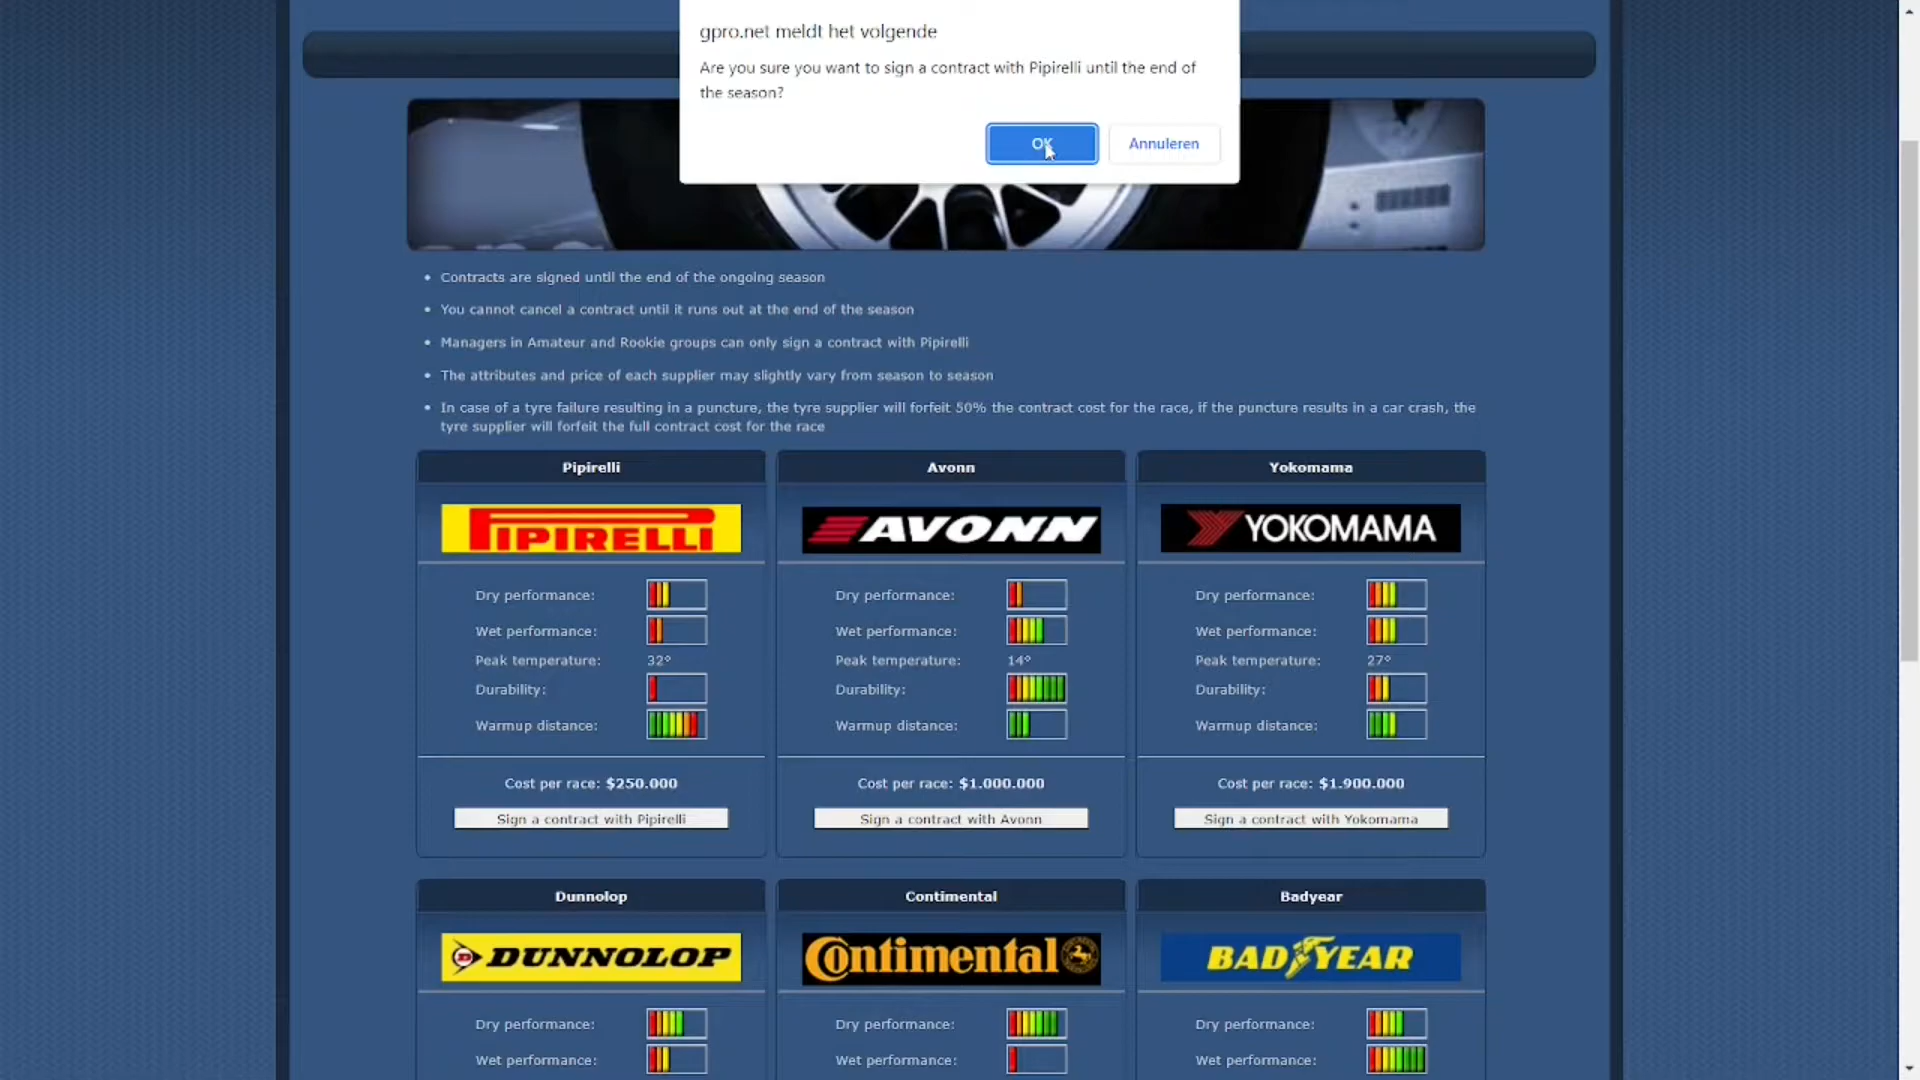 gpro.net meldt het volgende
Are you sure you want to sign a contract with Pipirelli until the end of
the season?
OK
Annuleren
Contracts are signed until the end of the ongoing season
You cannot cancel a contract until it runs out at the end of the season
Managers in Amateur and Rookie groups can only sign a contract with Pipirelli
The attributes and price of each supplier may slightly vary from season to season
In case of a tyre failure resulting in a puncture, the tyre supplier will forfeit 50% the contract cost for the race, if the puncture results in a car crash, the
tyre supplier will forfeit the full contract cost for the race
Pipirelli
PIPIRELLI
Dry performance:
Wet performance:
Peak temperature: 32°
Durability:
Warmup distance:
Cost per race: $250.000
Sign a contract with Pipirelli
Avonn
AVONN
Dry performance:
Wet performance:
Peak temperature: 14°
Durability:
Warmup distance:
Cost per race: $1.000.000
Sign a contract with Avonn
Yokomama
YOKOMAMA
Dry performance:
Wet performance:
Peak temperature: 27°
Durability:
Warmup distance:
Cost per race: $1.900.000
Sign a contract with Yokomama
Dunnolop
D DUNNOLOP
Dry performance:
Wet performance:
Contimental
Contimental
Dry performance:
Wet performance:
Badyear
BADYEAR
Dry performance:
Wet performance: